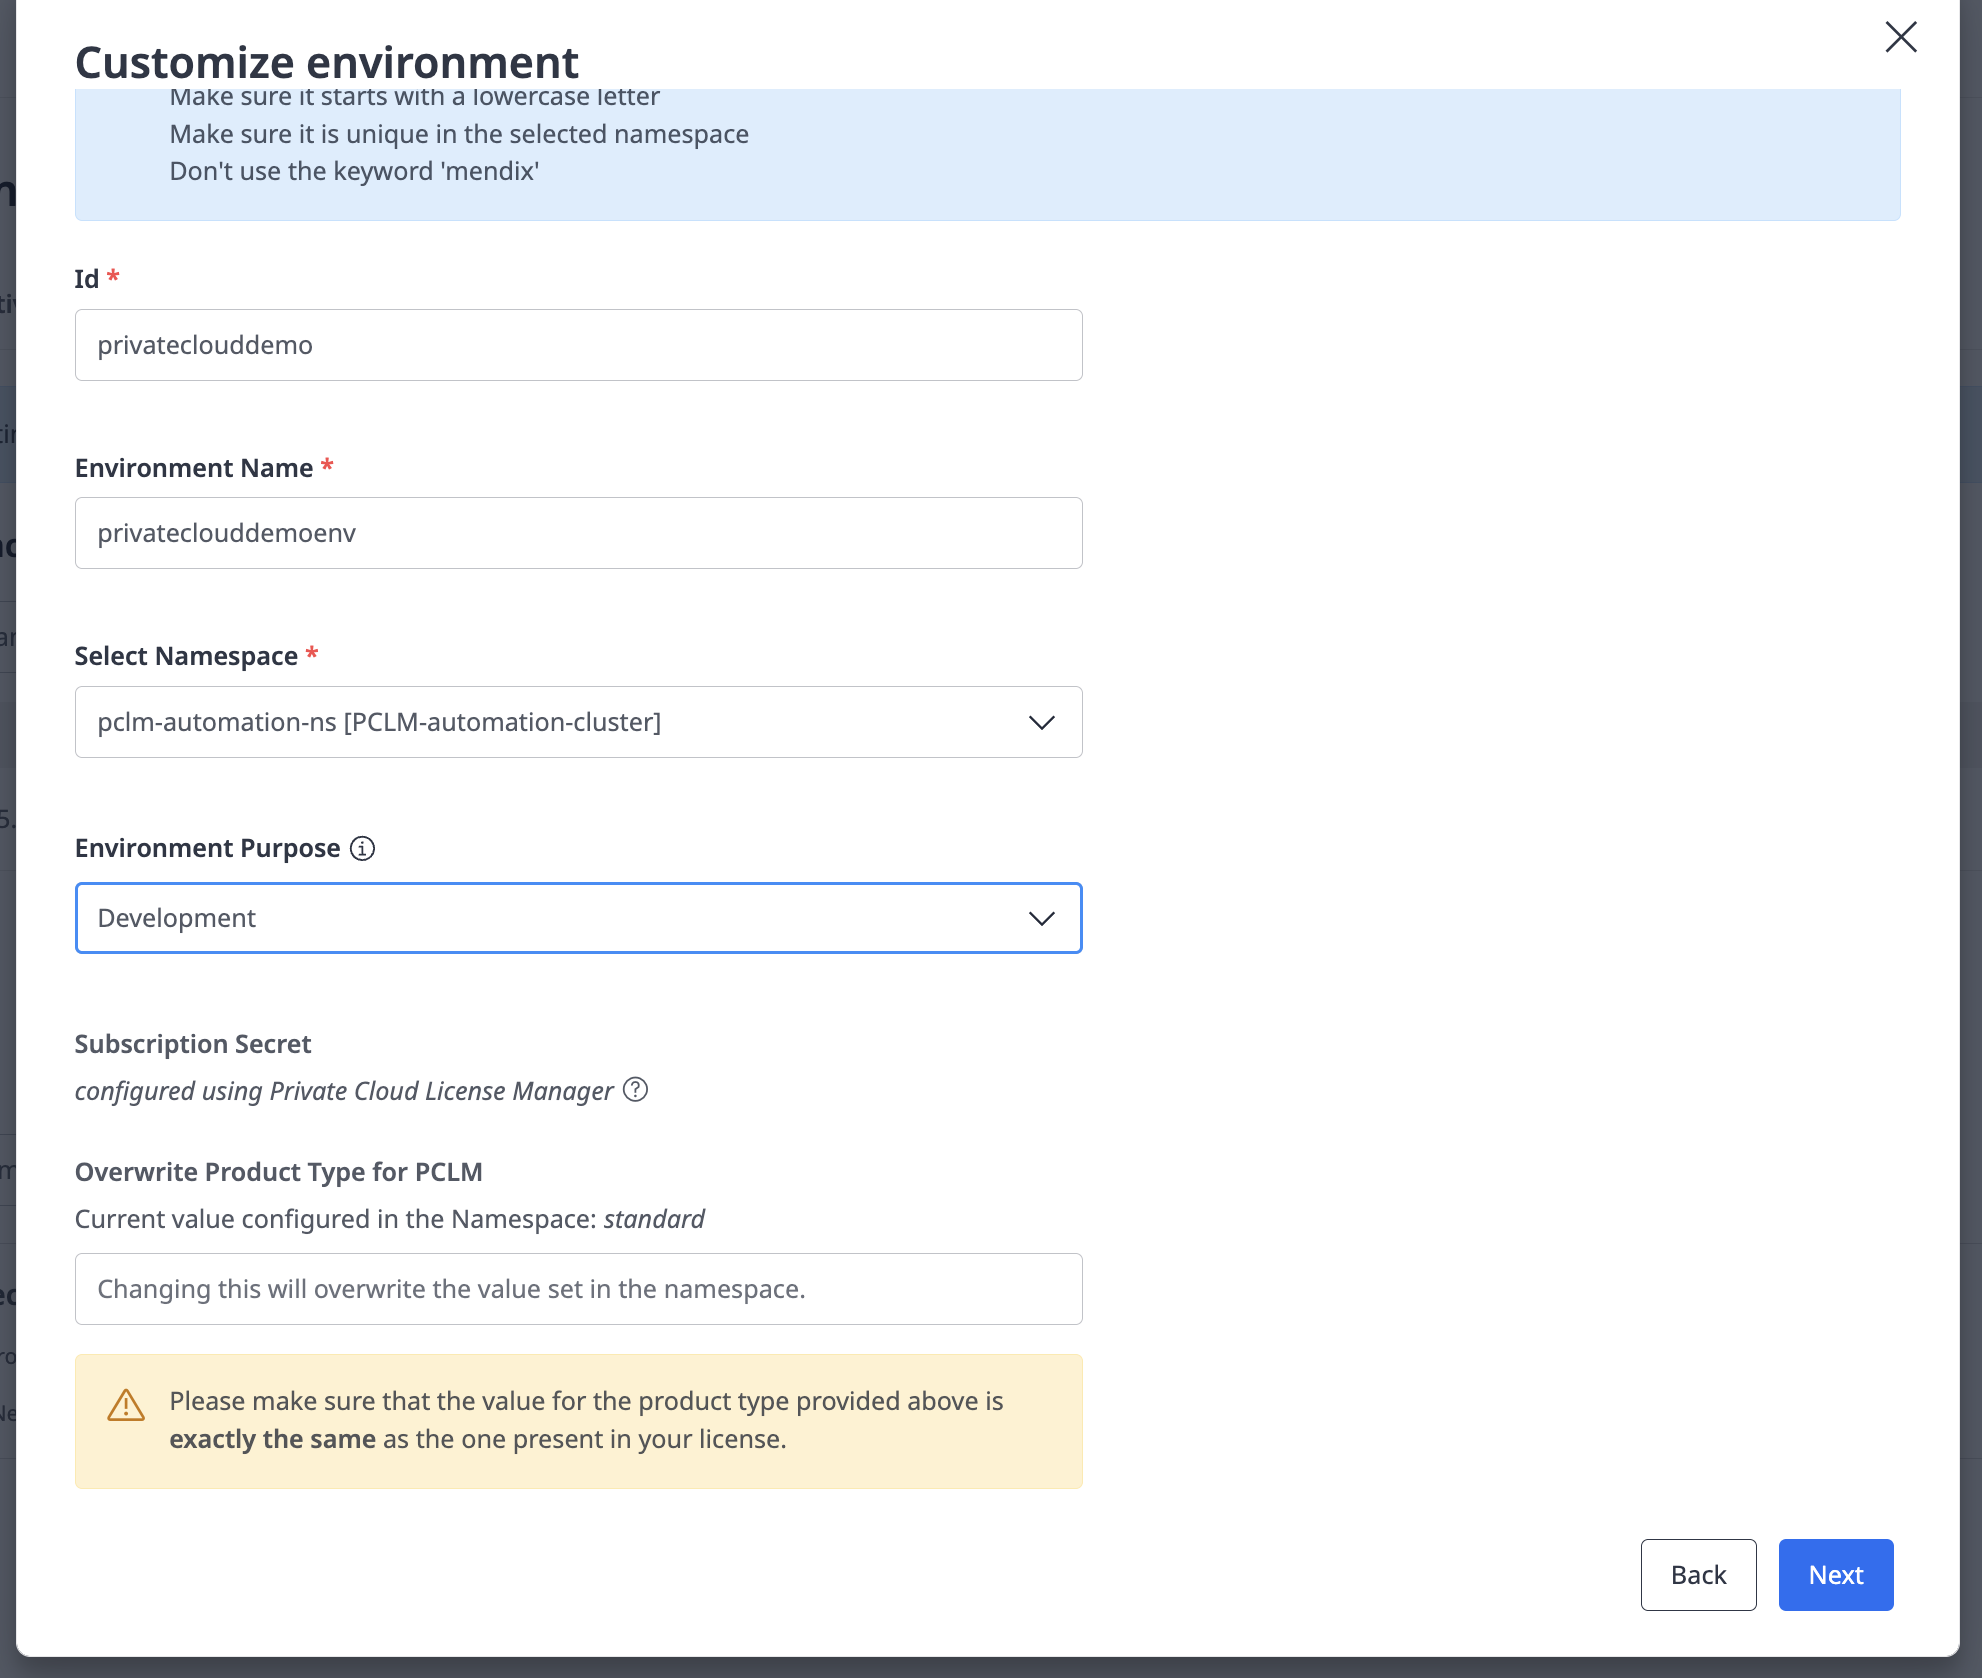 Customize environment
Make sure it starts with a lowercase letter
Make sure it is unique in the selected namespace
Don't use the keyword 'mendix'
Id *
privateclouddemo
Environment Name *
privateclouddemoenv
Select Namespace *
pclm-automation-ns [PCLM-automation-cluster]
Environment Purpose
Development
Subscription Secret
configured using Private Cloud License Manager
Overwrite Product Type for PCLM
Current value configured in the Namespace: standard
Changing this will overwrite the value set in the namespace.
Please make sure that the value for the product type provided above is
exactly the same as the one present in your license.
Back
Next